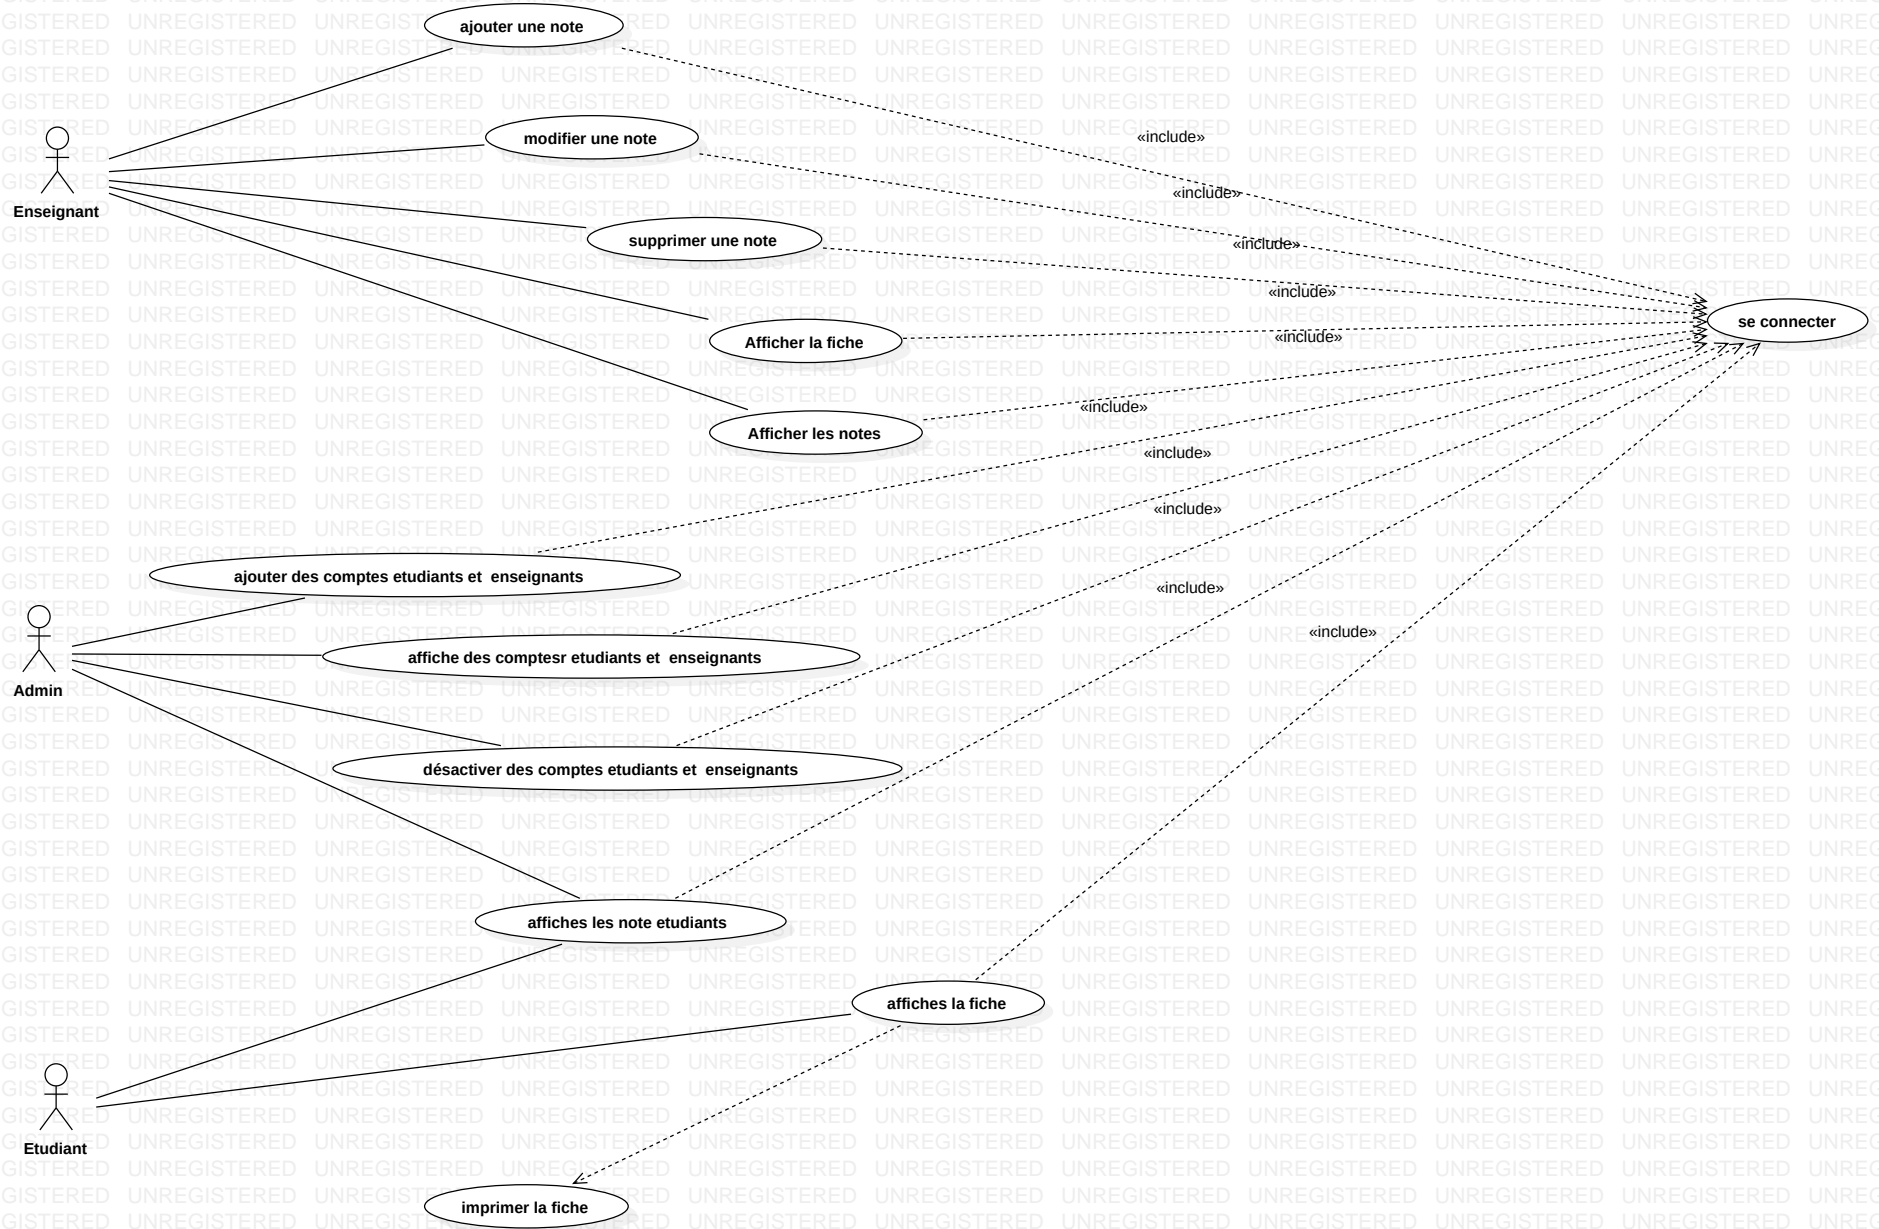 ajouter une note
«include»
modifier une note
«include»
Enseignant
supprimer une note
«include»
«include»
se connecter
Afficher la fiche
«include»
«include»
Afficher les notes
«include»
«include»
ajouter des comptes etudiants et  enseignants
«include»
«include»
affiche des comptesr etudiants et  enseignants
Admin
désactiver des comptes etudiants et  enseignants
affiches les note etudiants
affiches la fiche
Etudiant
imprimer la fiche
UNREGISTERED